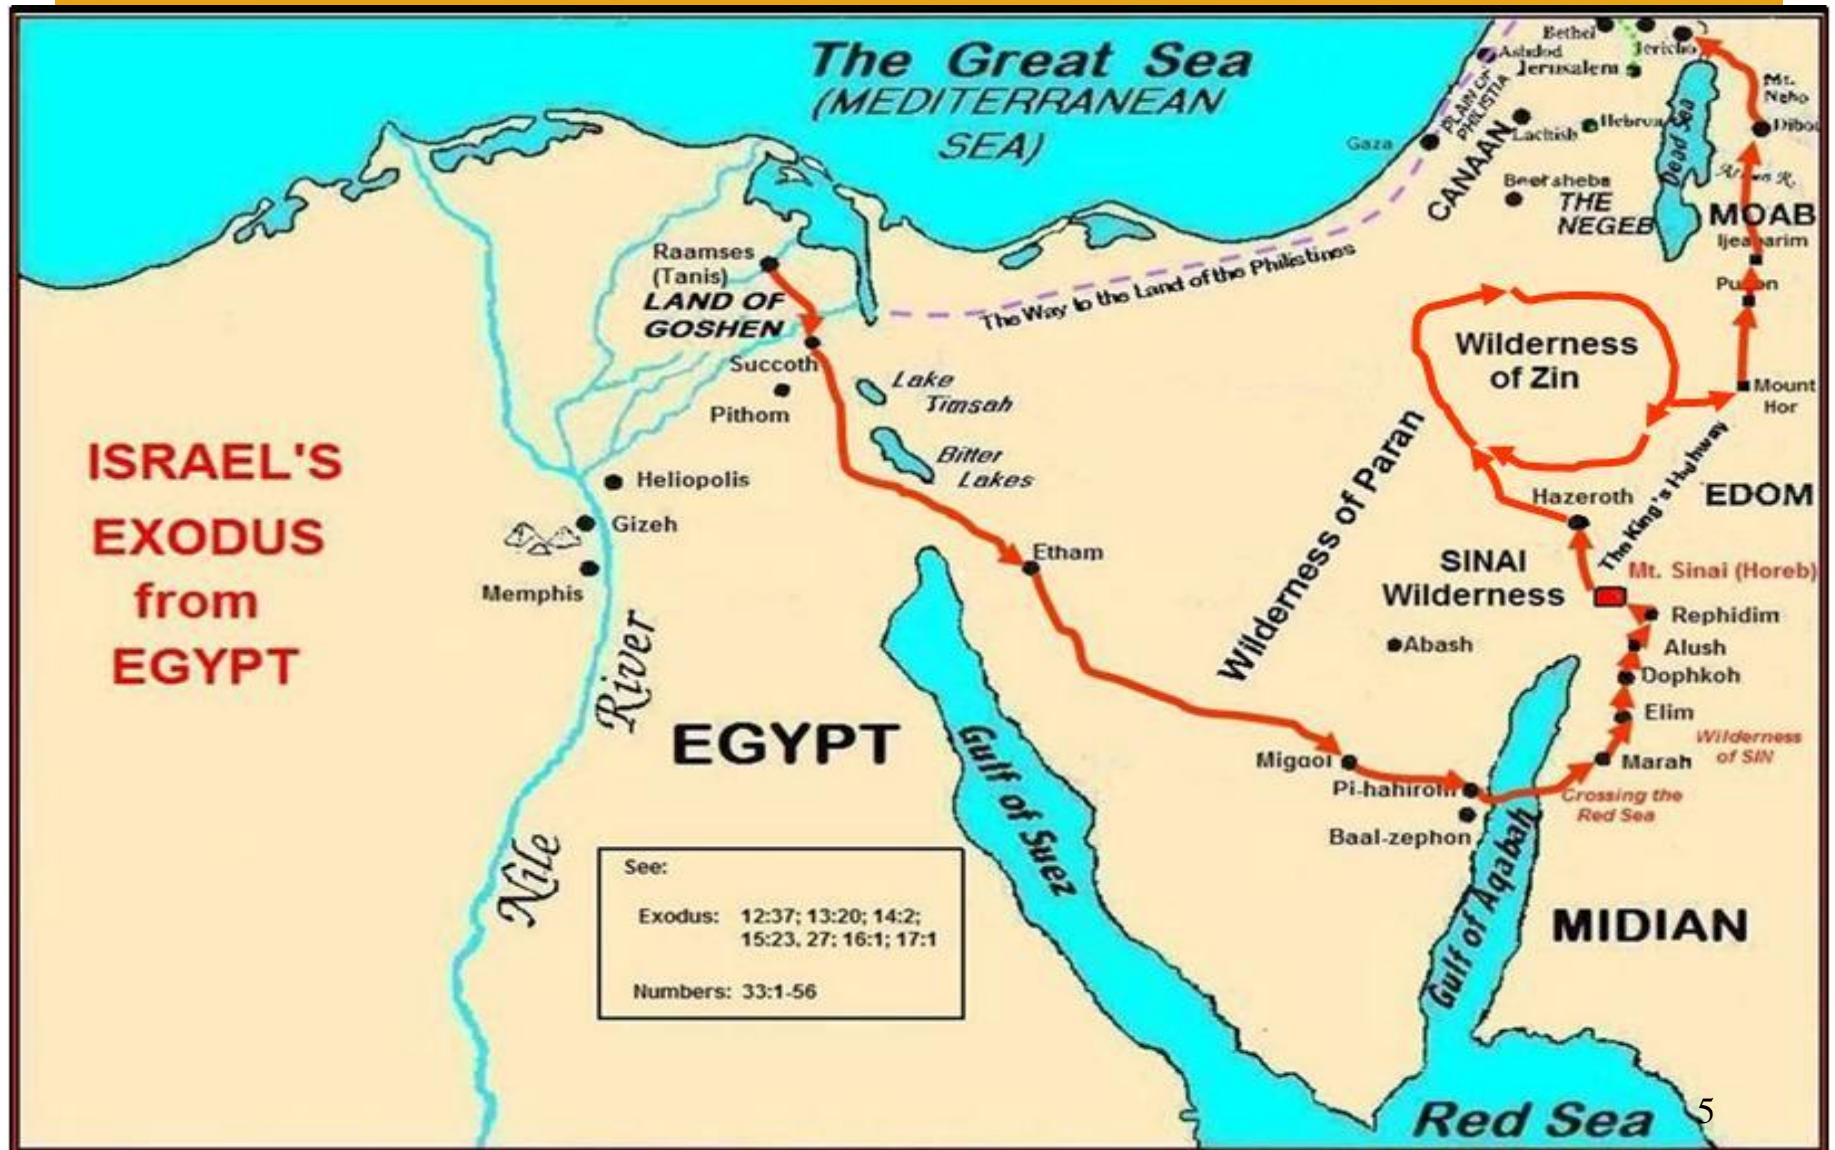 The Great Sea
(MEDITERRANEAN
SEA)
Bethel
Ashdod
Jericho
Jerusalem
PLAIN OF
PHILISTIA
Mt.
Nebo
Gaza
Lachish
Hebron
Dead Sea
CANAAN
Beersheba
THE
NEGEB
R.
MOAB
Raamses
(Tanis)
LAND OF
GOSHEN
The Way to the Land of the Philistines
Succoth
Pithom
Lake
Timsah
Bitter
Lakes
Wilderness
of Zin
Mount
Hor
ISRAEL'S
EXODUS
from
EGYPT
Heliopolis
Gizeh
Memphis
Etham
Wilderness of Paran
Hazeroth
The King's Highway
EDOM
SINAI
Wilderness
Mt. Sinai (Horeb)
Rephidim
Abash
Alush
Dophkoh
Elim
Wilderness
of SIN
Marah
Nile
River
EGYPT
Gulf of Suez
Pi-hahiroth
Crossing the
Red Sea
Baal-zephon
Gulf of Aqabah
MIDIAN
See:
Exodus: 12:37; 13:20; 14:2;
15:23, 27; 16:1; 17:1
Numbers: 33:1-56
Red Sea
5